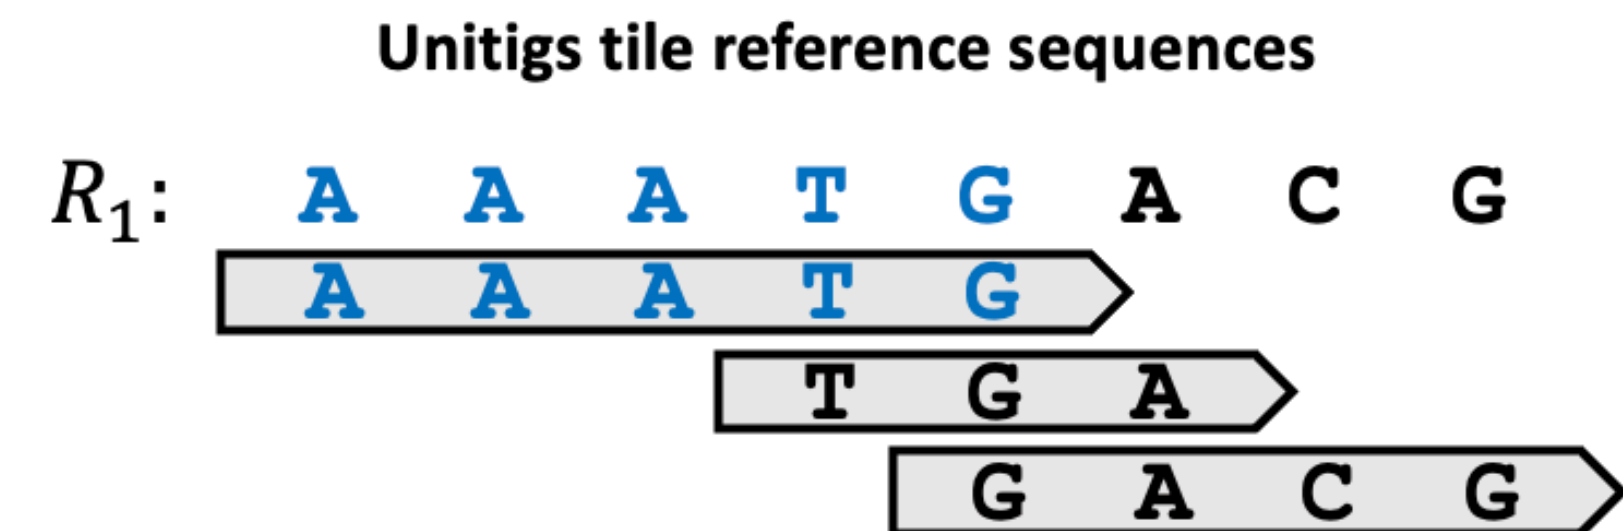 Unitigs tile reference sequences
R₁: A A A T G A C G
A A A T G
T G A
G A C G